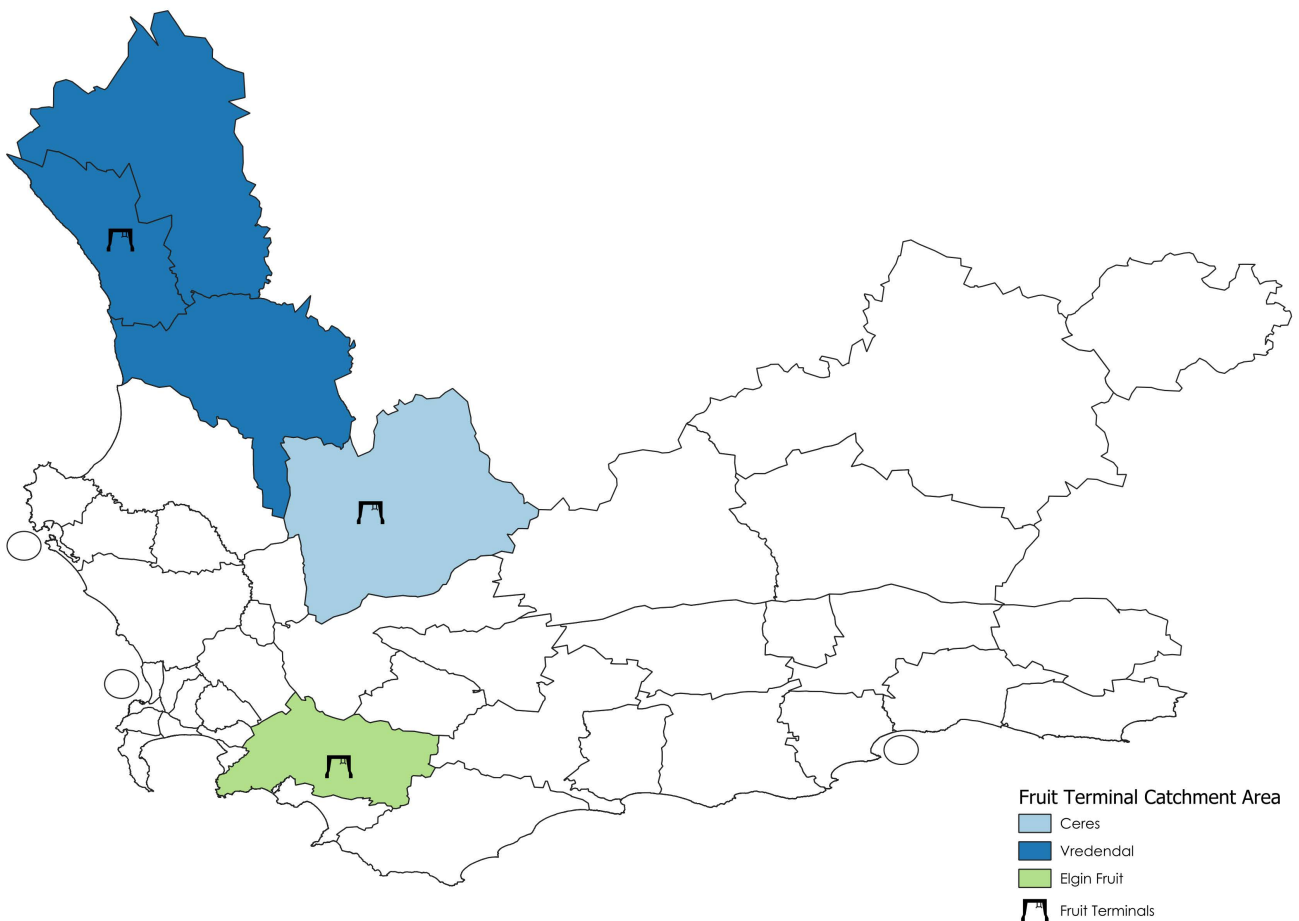 Fruit Terminal Catchment Area
Ceres
Vredendal
Elgin Fruit
Fruit Terminals